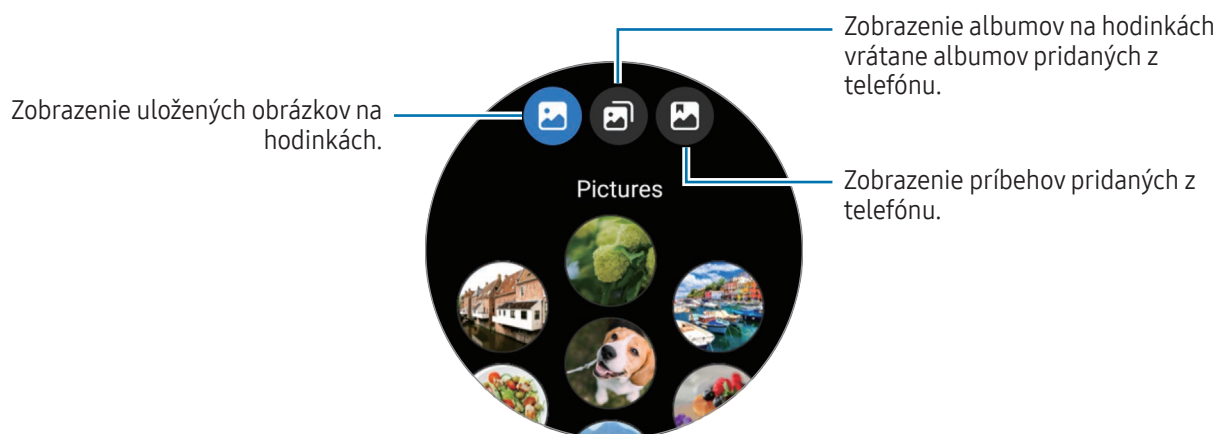 Zobrazenie albumov na hodinkách
vrátane albumov pridaných z
telefónu.
Zobrazenie uložených obrázkov na
hodinkách.
Zobrazenie príbehov pridaných z
telefónu.
Pictures